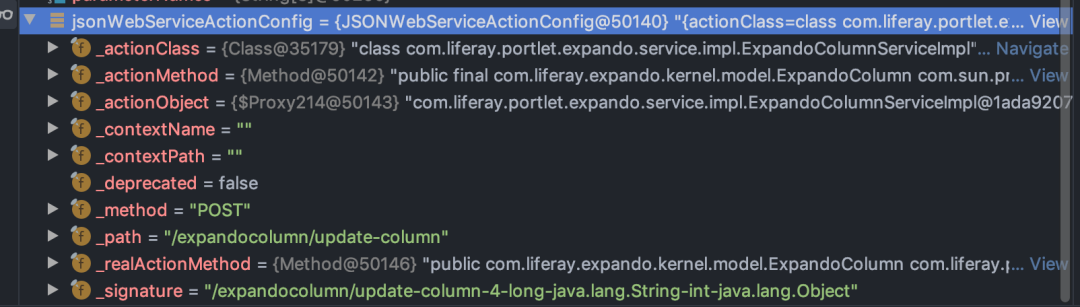 jsonWebServiceActionConfig = {JSONWebServiceActionConfig@50140} "{actionClass=class com.liferay.portlet.e... View
_actionClass = {Class@35179} "class com.liferay.portlet.expando.service.impl.ExpandoColumnServiceImpl"... Navigate
_actionMethod = {Method@50142} "public final com.liferay.expando.kernel.model.ExpandoColumn com.sun.pr... View
_actionObject = {$Proxy214@50143} "com.liferay.portlet.expando.service.impl.ExpandoColumnServiceImpl@1ada9207
_contextName = ""
_contextPath = ""
_deprecated = false
_method = "POST"
_path = "/expandocolumn/update-column"
_realActionMethod = {Method@50146} "public com.liferay.expando.kernel.model.ExpandoColumn com.liferay.p... View
_signature = "/expandocolumn/update-column-4-long-java.lang.String-int-java.lang.Object"